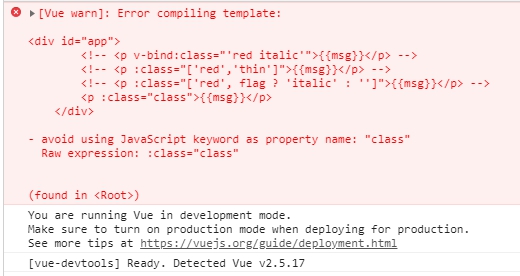 [Vue warn]: Error compiling template:
<div id="app">
<!-- <p v-bind:class="'red italic'">{{msg}}</p> -->
<!-- <p :class="['red','thin']">{{msg}}</p> -->
<!-- <p :class="['red', flag ? 'italic' : '']">{{msg}}</p> -->
<p :class="class">{{msg}}</p>
</div>
- avoid using JavaScript keyword as property name: "class"
Raw expression: :class="class"
(found in <Root>)
You are running Vue in development mode.
Make sure to turn on production mode when deploying for production.
See more tips at https://vuejs.org/guide/deployment.html
[vue-devtools] Ready. Detected Vue v2.5.17